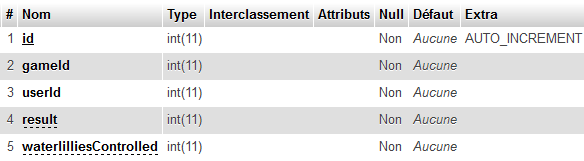 # Nom Type Interclassement Attributs Null Défaut Extra
1 id int(11) Non Aucune AUTO_INCREMENT
2 gameId int(11) Non Aucune
3 userId int(11) Non Aucune
4 result int(11) Non Aucune
5 waterlilliesControlled int(11) Non Aucune